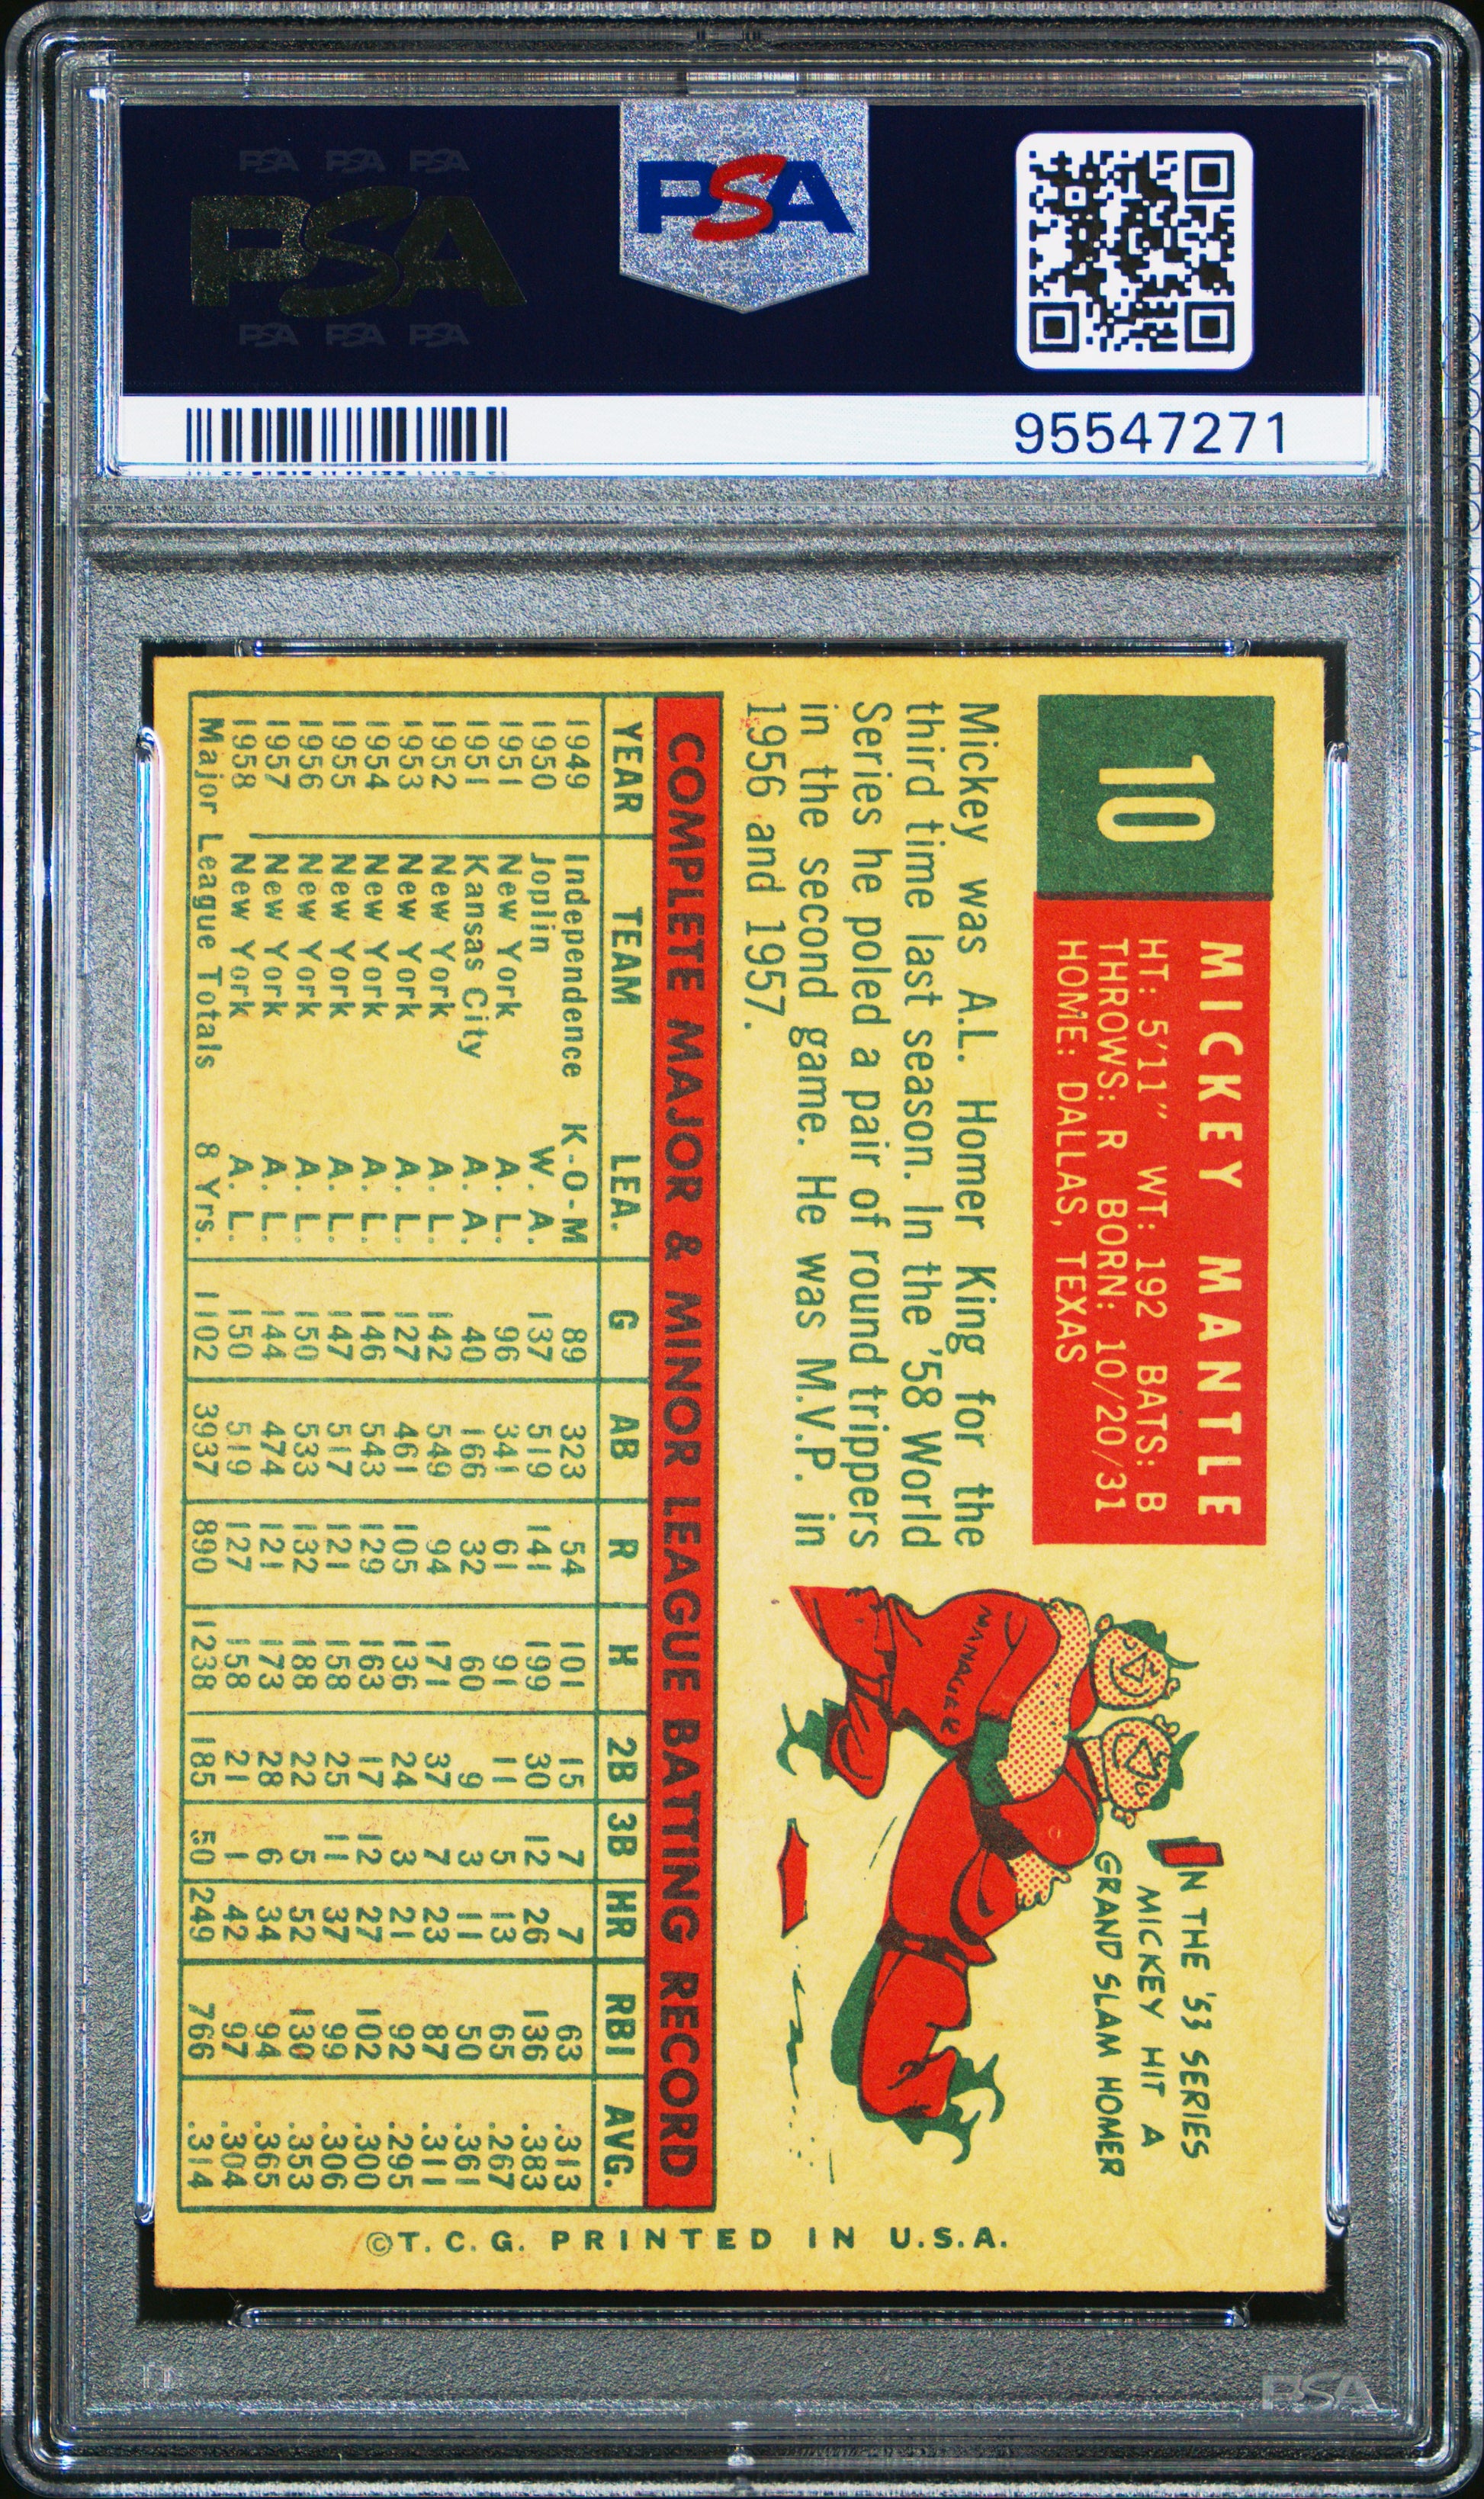 PSA PSA PSA
PSA
PSA PSA PSA
PSA
95547271
10
MICKEY MANTLE
HT: 5'11" WT: 192 BATS: B
THROWS: R BORN: 10/20/31
HOME: DALLAS, TEXAS
Mickey was A.L. Homer King for the
third time last season. In the '58 World
Series he poled a pair of round trippers
in the second game. He was M.V.P. in
1956 and 1957.
MANAGER
IN THE '53 SERIES
MICKEY HIT A
GRAND SLAM HOMER
COMPLETE MAJOR & MINOR LEAGUE BATTING RECORD
YEAR TEAM LEA. G AB R H 2B 3B HR RBI AVG.
1949 Independence K-O-M 89 323 54 101 15 7 7 63 .313
1950 Joplin W. A. 137 519 141 199 30 12 26 136 .383
1951 New York A. L. 96 341 61 91 11 5 13 65 .267
1951 Kansas City A. A. 40 166 32 60 9 3 11 50 .361
1952 New York A. L. 142 549 94 171 37 7 23 87 .311
1953 New York A. L. 127 461 105 136 24 3 21 92 .295
1954 New York A. L. 146 543 129 163 17 12 27 102 .300
1955 New York A. L. 147 517 121 158 25 11 37 99 .306
1956 New York A. L. 150 533 132 188 22 5 52 130 .353
1957 New York A. L. 144 474 121 173 28 6 34 94 .365
1958 New York A. L. 150 519 127 158 21 1 42 97 .304
Major League Totals 8 Yrs. 1102 3937 890 1238 185 50 249 766 .314
©T. C. G. PRINTED IN U.S.A.
PSA